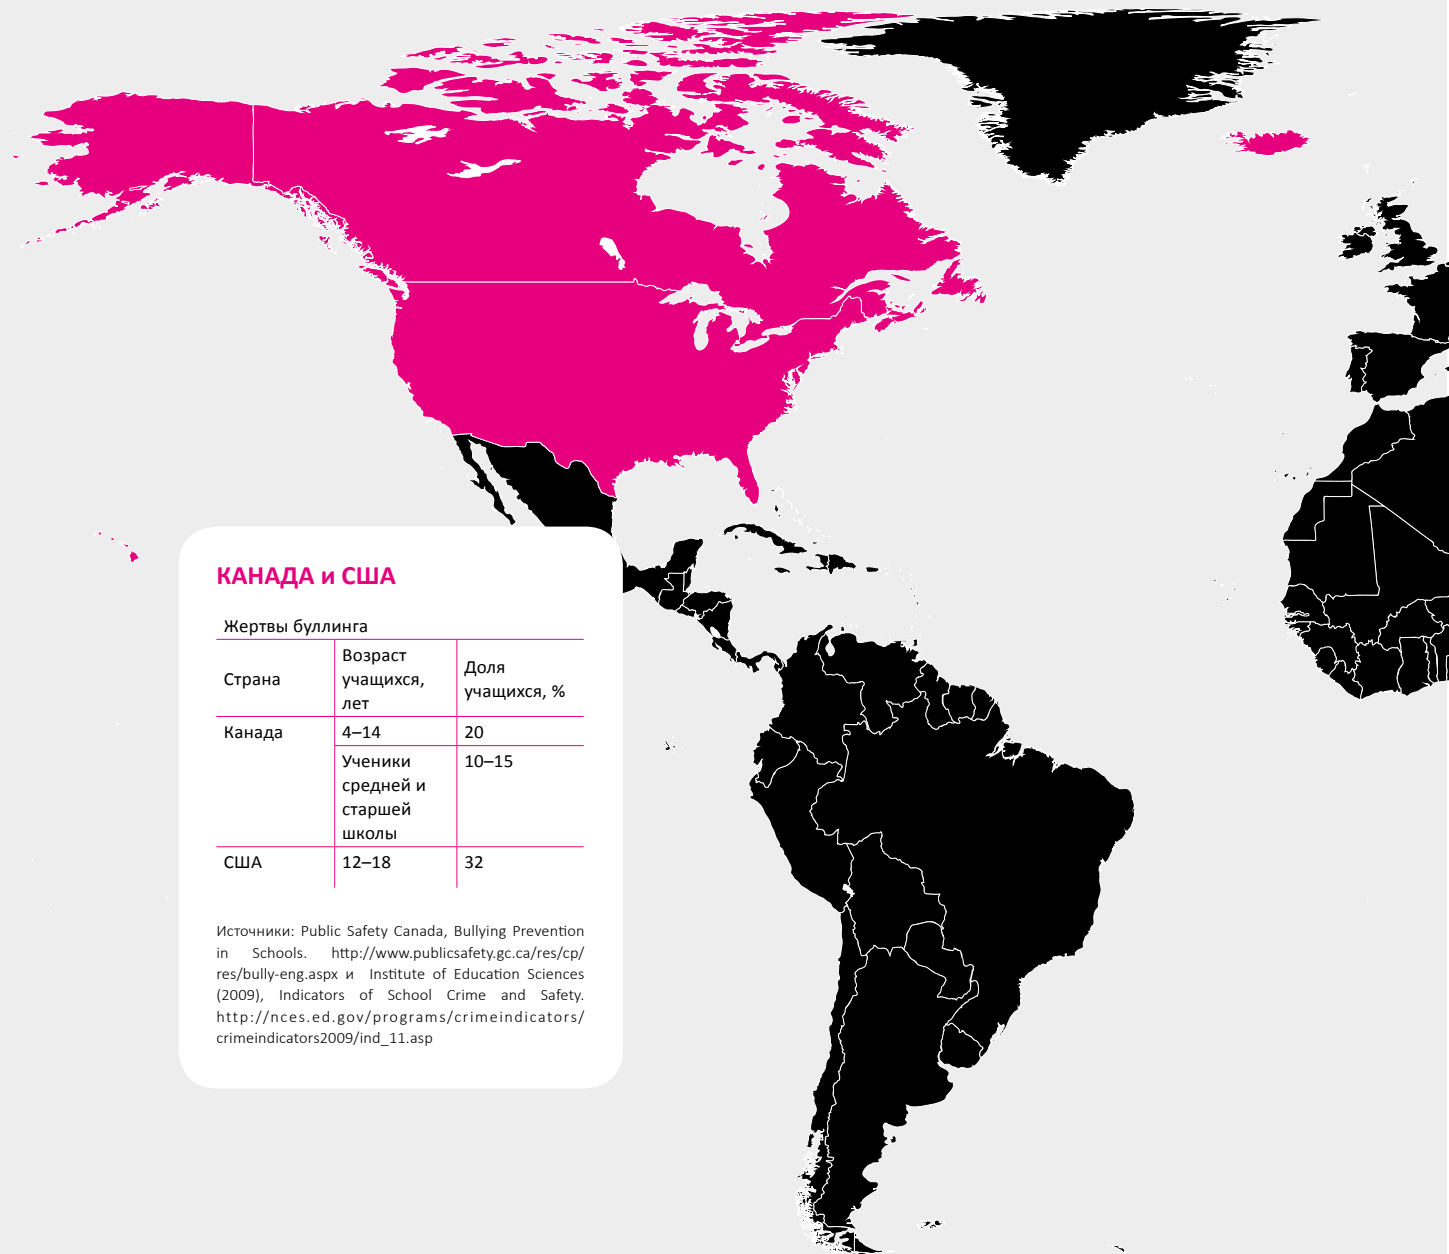 КАНАДА и США
Жертвы буллинга
Страна
Возраст
учащихся,
лет
Доля
учащихся, %
Канада
4–14
20
Ученики
средней и
старшей
школы
10–15
США
12–18
32
Источники: Public Safety Canada, Bullying Prevention
in Schools. http://www.publicsafety.gc.ca/res/cp/
res/bully-eng.aspx и Institute of Education Sciences
(2009), Indicators of School Crime and Safety.
http://nces.ed.gov/programs/crimeindicators/
crimeindicators2009/ind_11.asp